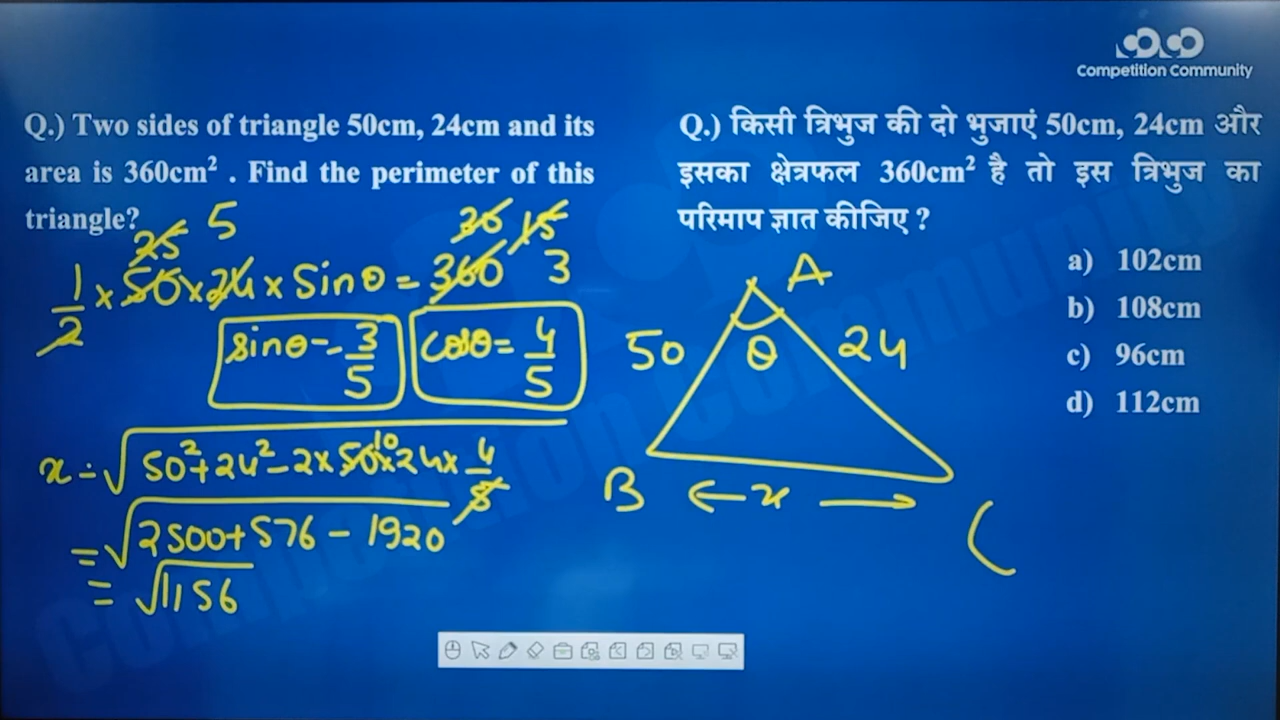 Competition Community
Q.) Two sides of triangle 50cm, 24cm and its
area is 360cm² . Find the perimeter of this
triangle?
Q.) किसी त्रिभुज की दो भुजाएं 50cm, 24cm और
इसका क्षेत्रफल 360cm² है तो इस त्रिभुज का
परिमाप ज्ञात कीजिए ?
a) 102cm
b) 108cm
c) 96cm
d) 112cm
25 5 36 15
1/2 × 50 × 24 × sinθ = 360 3
sinθ = 3/5 cosθ = 4/5
x = √50² + 24² - 2 × 50 × 24 × 4/5
10
= √2500 + 576 - 1920
= √1156
A
50 θ 24
B ← x → C
Competition Community